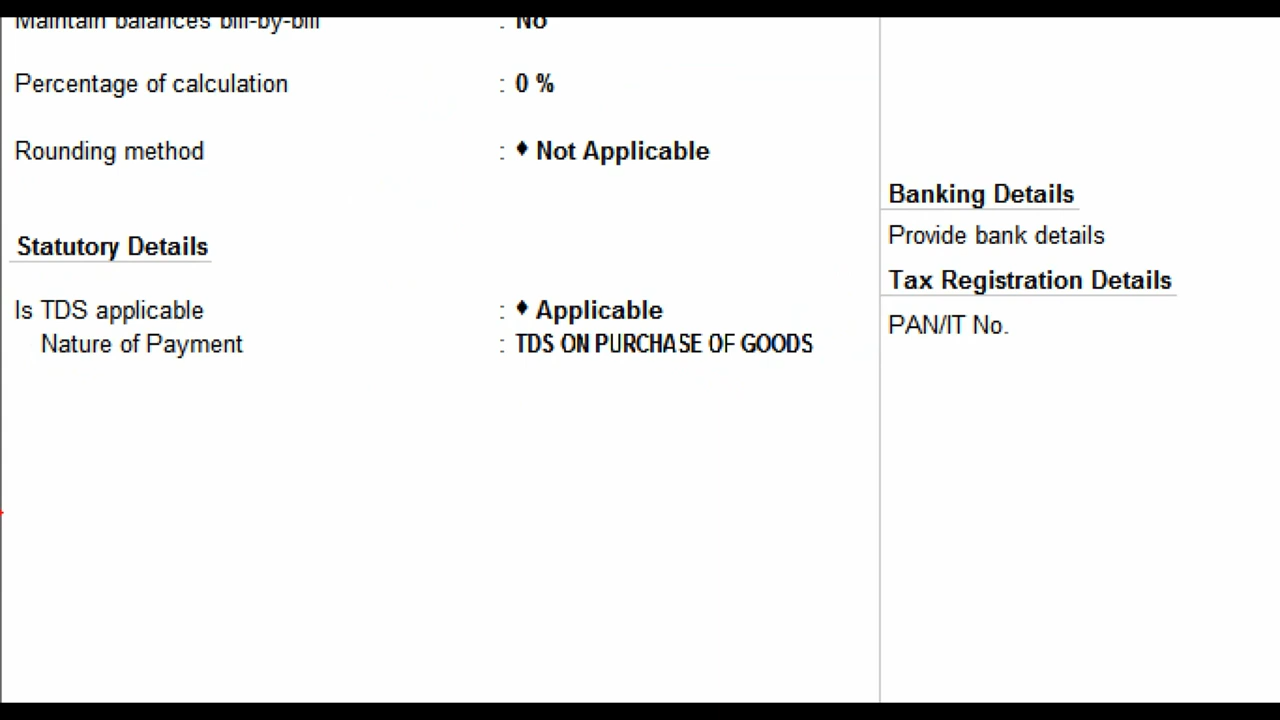 Maintain balances bill-by-bill : No
Percentage of calculation : 0 %
Rounding method : ♦ Not Applicable
Statutory Details
Is TDS applicable : ♦ Applicable
Nature of Payment : TDS ON PURCHASE OF GOODS
Banking Details
Provide bank details
Tax Registration Details
PAN/IT No.